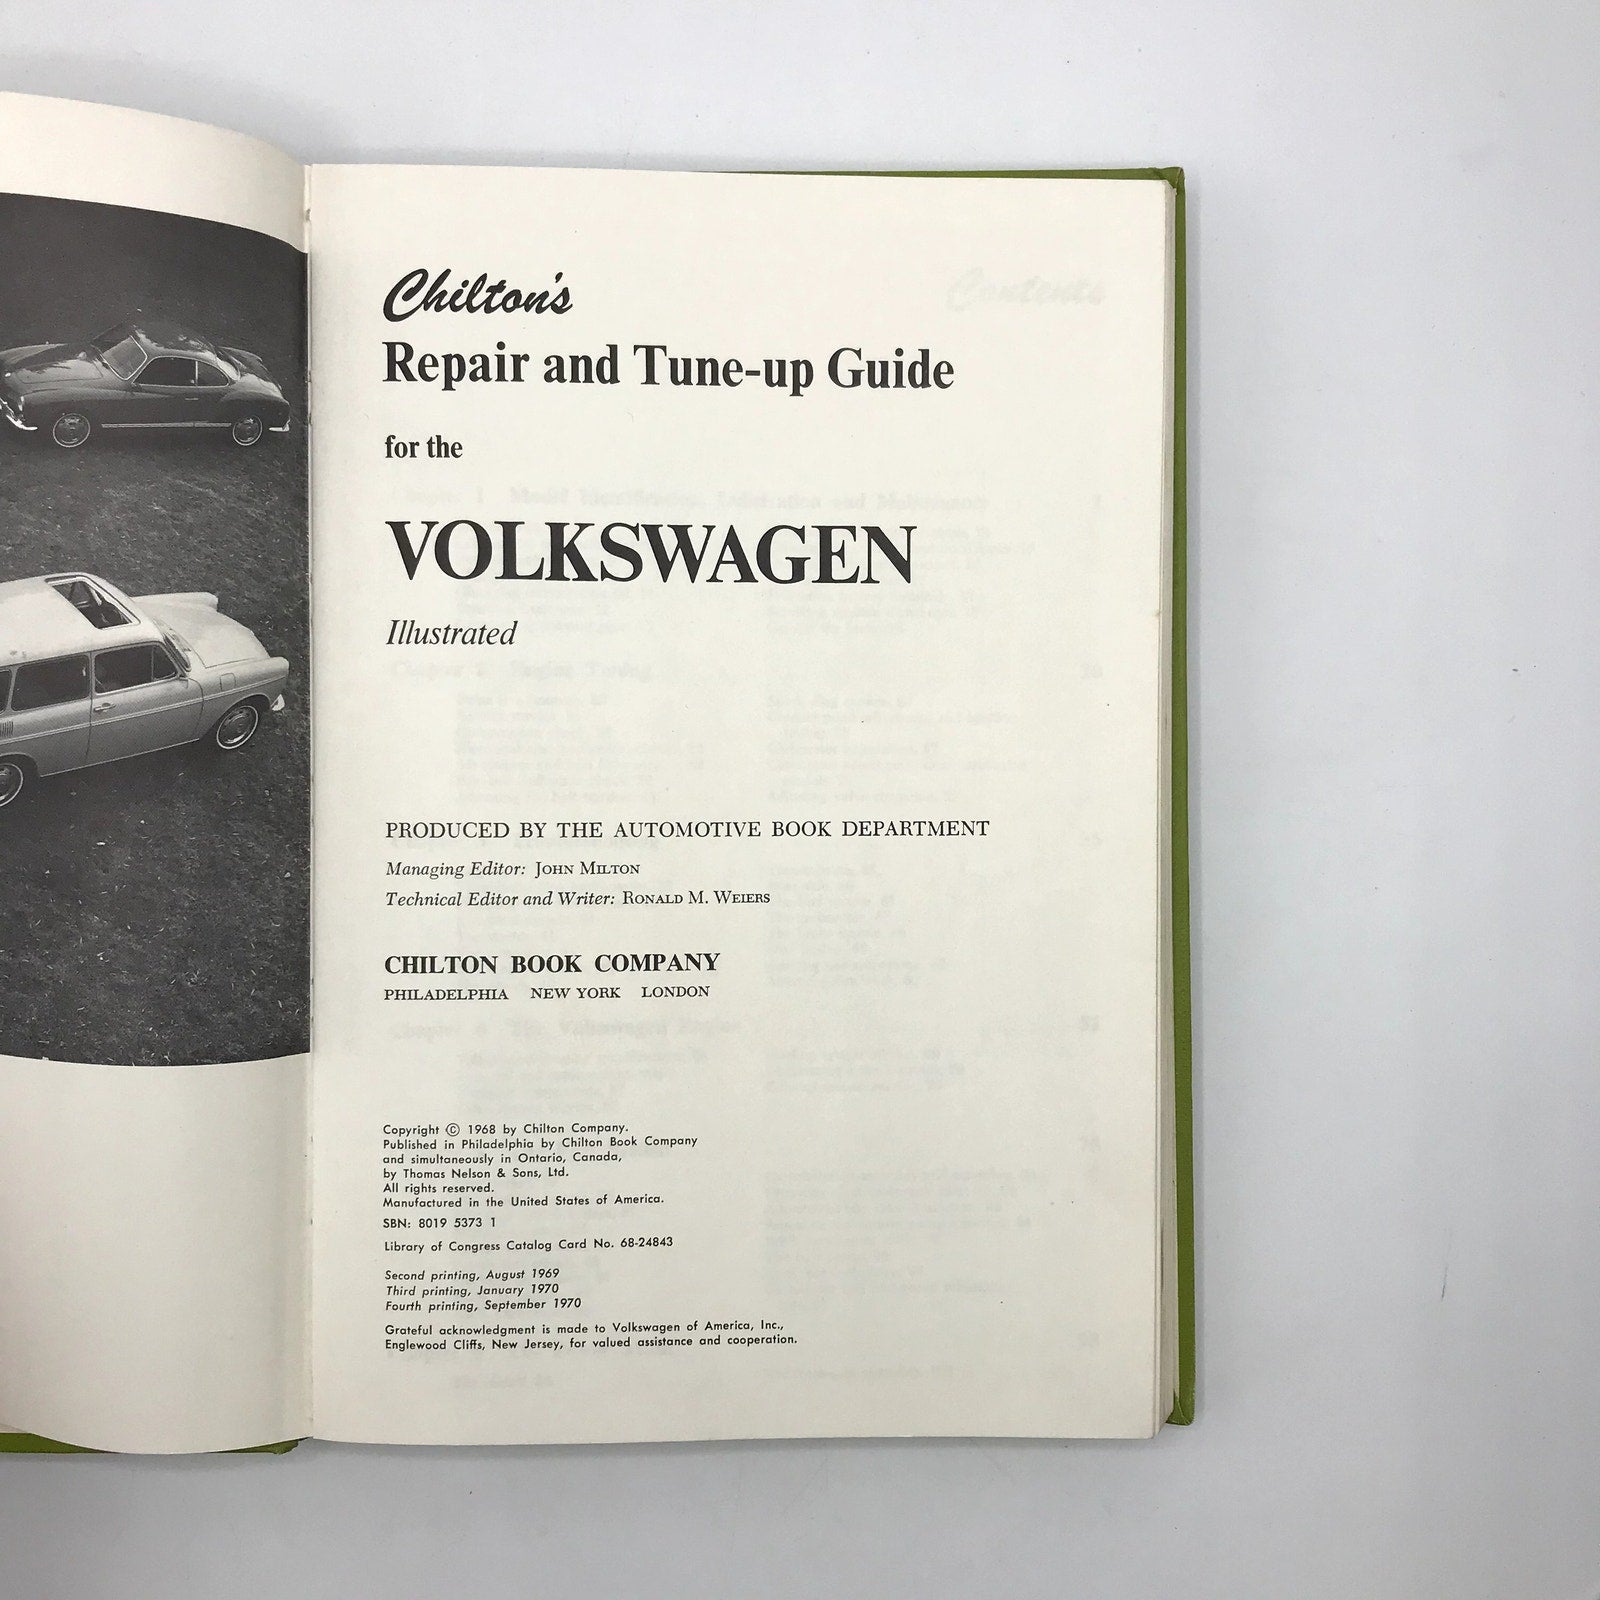 Chilton's
Repair and Tune-up Guide
for the
VOLKSWAGEN
Illustrated
PRODUCED BY THE AUTOMOTIVE BOOK DEPARTMENT
Managing Editor: JOHN MILTON
Technical Editor and Writer: RONALD M. WEIERS
CHILTON BOOK COMPANY
PHILADELPHIA NEW YORK LONDON
Copyright © 1968 by Chilton Company.
Published in Philadelphia by Chilton Book Company
and simultaneously in Ontario, Canada,
by Thomas Nelson & Sons, Ltd.
All rights reserved.
Manufactured in the United States of America.
SBN: 8019 5373 1
Library of Congress Catalog Card No. 68-24843
Second printing, August 1969
Third printing, January 1970
Fourth printing, September 1970
Grateful acknowledgment is made to Volkswagen of America, Inc.,
Englewood Cliffs, New Jersey, for valued assistance and cooperation.